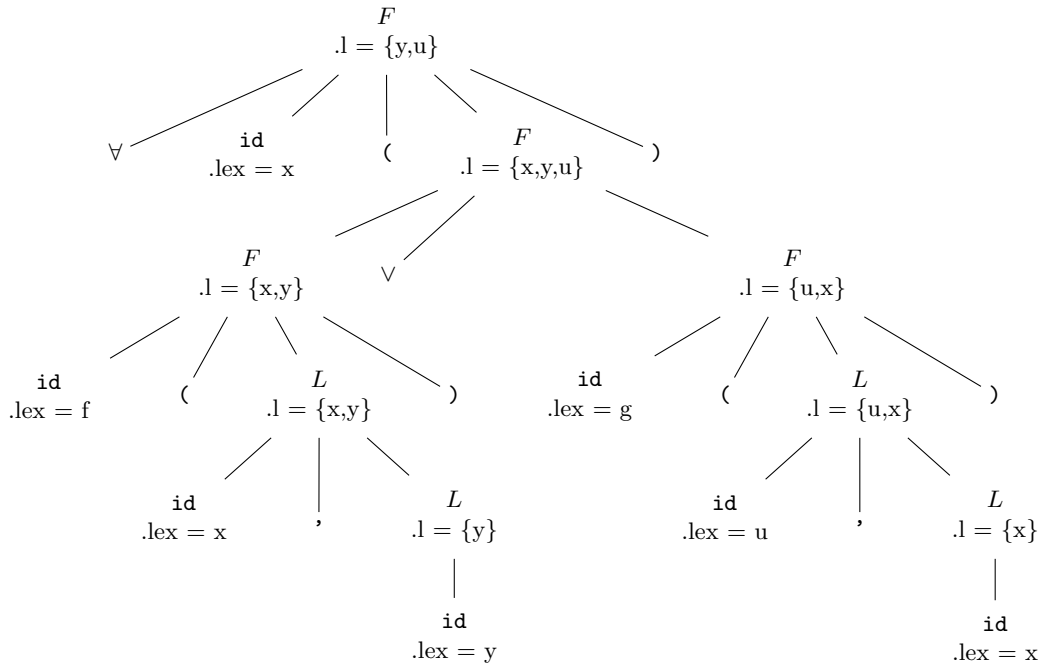 F
.l = {y,u}
∀
id
.lex = x
(
F
.l = {x,y,u}
)
F
.l = {x,y}
∨
F
.l = {u,x}
id
.lex = f
(
L
.l = {x,y}
)
id
.lex = g
(
L
.l = {u,x}
)
id
.lex = x
,
L
.l = {y}
id
.lex = u
,
L
.l = {x}
id
.lex = y
id
.lex = x